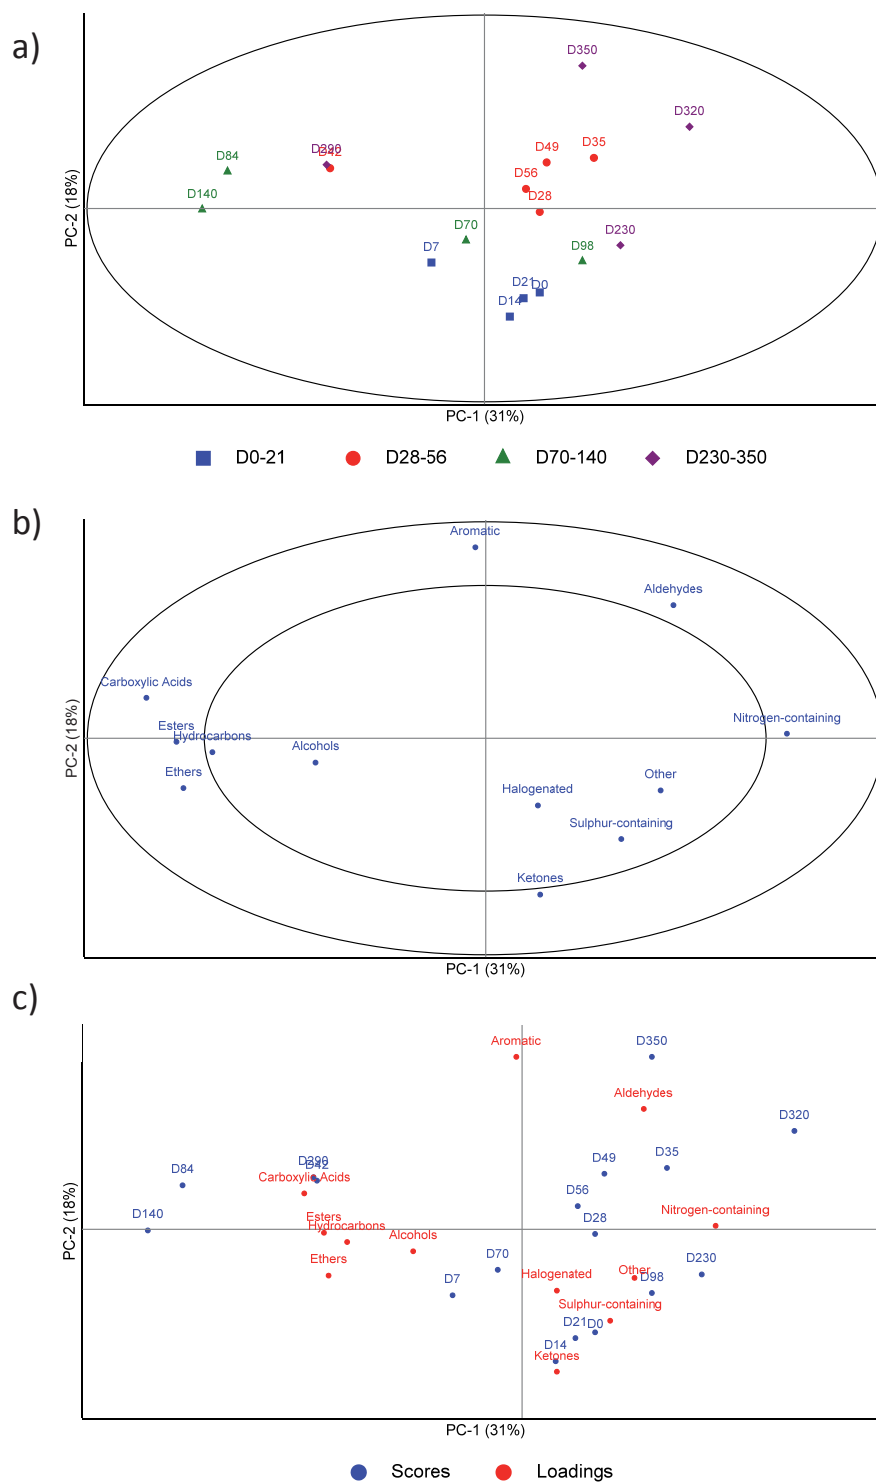 a)
D350
D320
D49
D35
D84
D290
D42
D56
D140
D28
D70
D7
D98
D230
D21
D0
D14
PC-2 (18%)
PC-1 (31%)
D0-21
D28-56
D70-140
D230-350
b)
Aromatic
Aldehydes
Carboxylic Acids
Nitrogen-containing
Esters
Hydrocarbons
Alcohols
Ethers
Other
Halogenated
Sulphur-containing
Ketones
PC-2 (18%)
PC-1 (31%)
c)
Aromatic
D350
Aldehydes
D320
D49
D35
D84
D290
D42
Carboxylic Acids
D56
Nitrogen-containing
D140
Esters
Hydrocarbons
D28
Alcohols
Ethers
D70
D7
Halogenated
Other
D98
D230
Sulphur-containing
D21
D0
D14
Ketones
PC-2 (18%)
PC-1 (31%)
Scores
Loadings